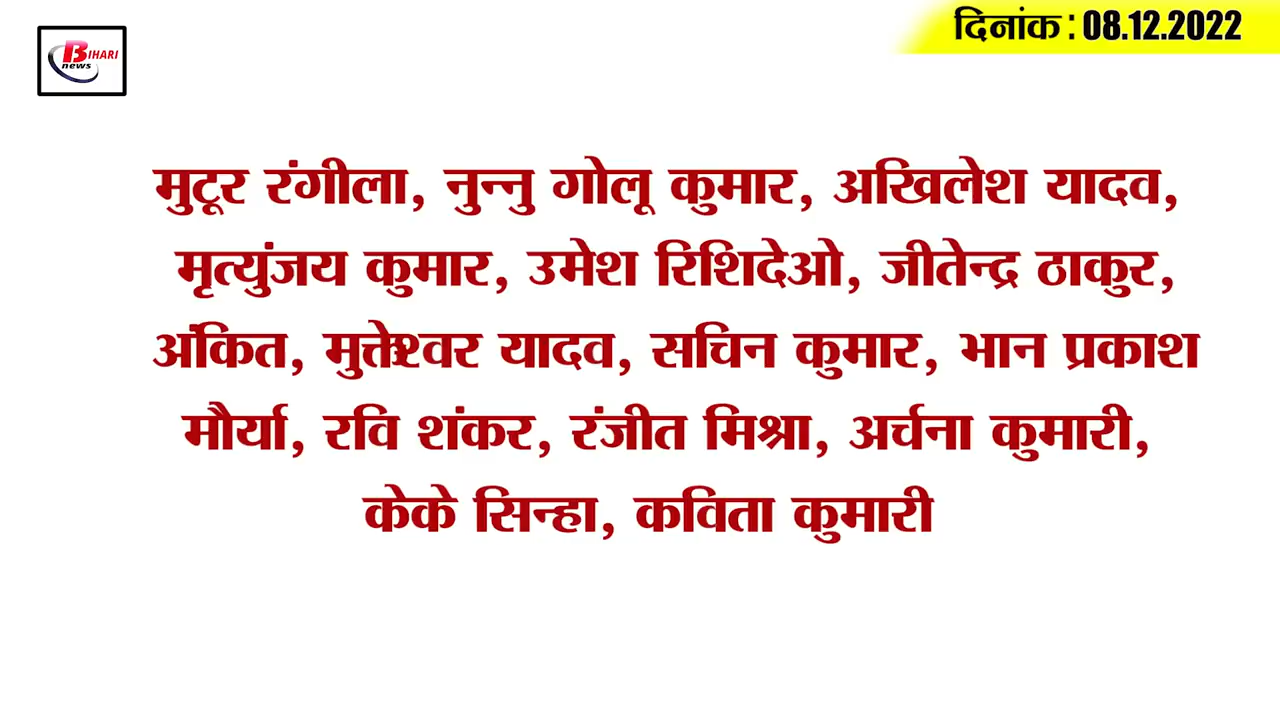 BIHARI
news
दिनांक : 08.12.2022
मुटूर रंगीला, नुन्नु गोलू कुमार, अखिलेश यादव,
मृत्युंजय कुमार, उमेश रिशिदेओ, जीतेन्द्र ठाकुर,
अंकित, मुक्तेश्वर यादव, सचिन कुमार, भान प्रकाश
मौर्या, रवि शंकर, रंजीत मिश्रा, अर्चना कुमारी,
केके सिन्हा, कविता कुमारी